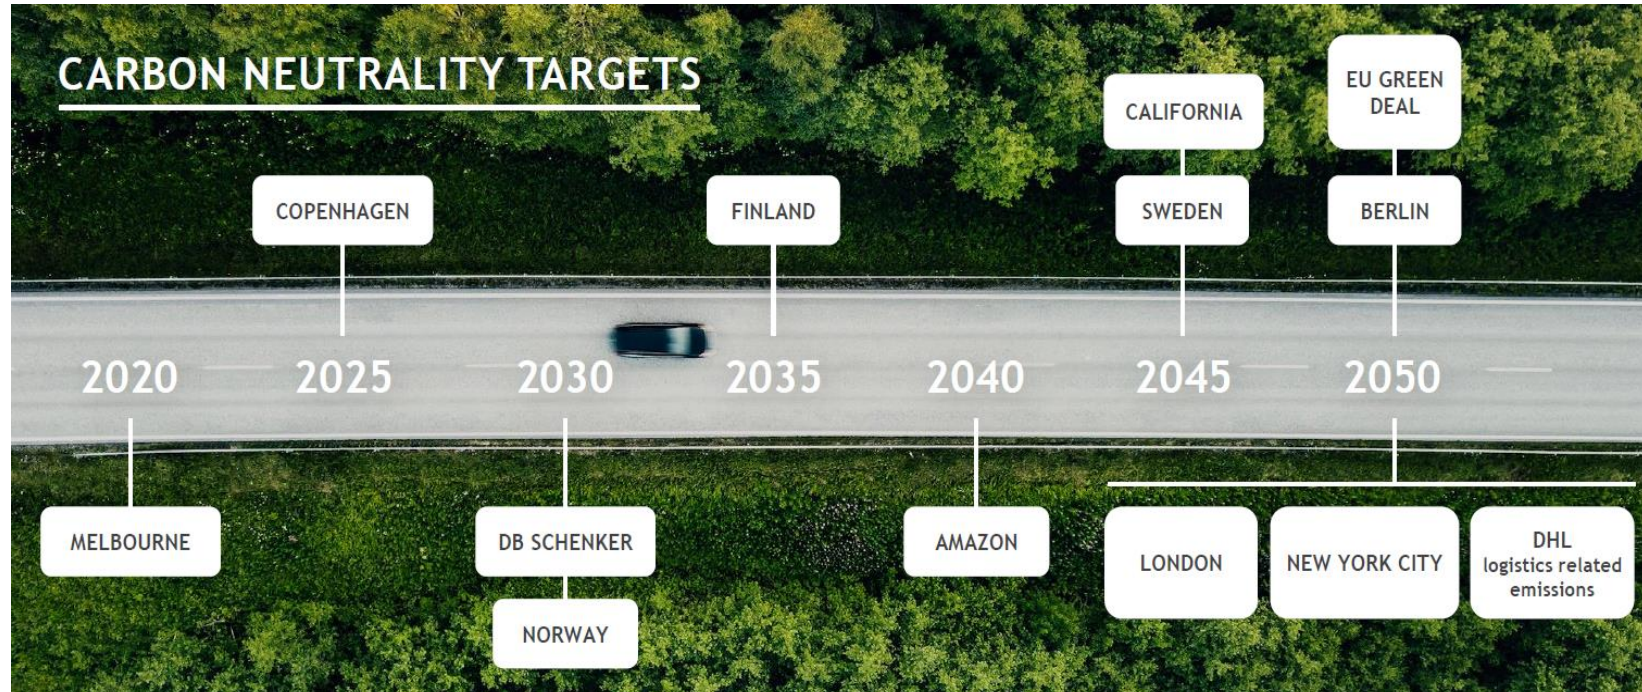 CARBON NEUTRALITY TARGETS
EU GREEN
DEAL
CALIFORNIA
COPENHAGEN
FINLAND
SWEDEN
BERLIN
2020
2025
2030
2035
2040
2045
2050
MELBOURNE
DB SCHENKER
NORWAY
AMAZON
LONDON
NEW YORK CITY
DHL
logistics related
emissions